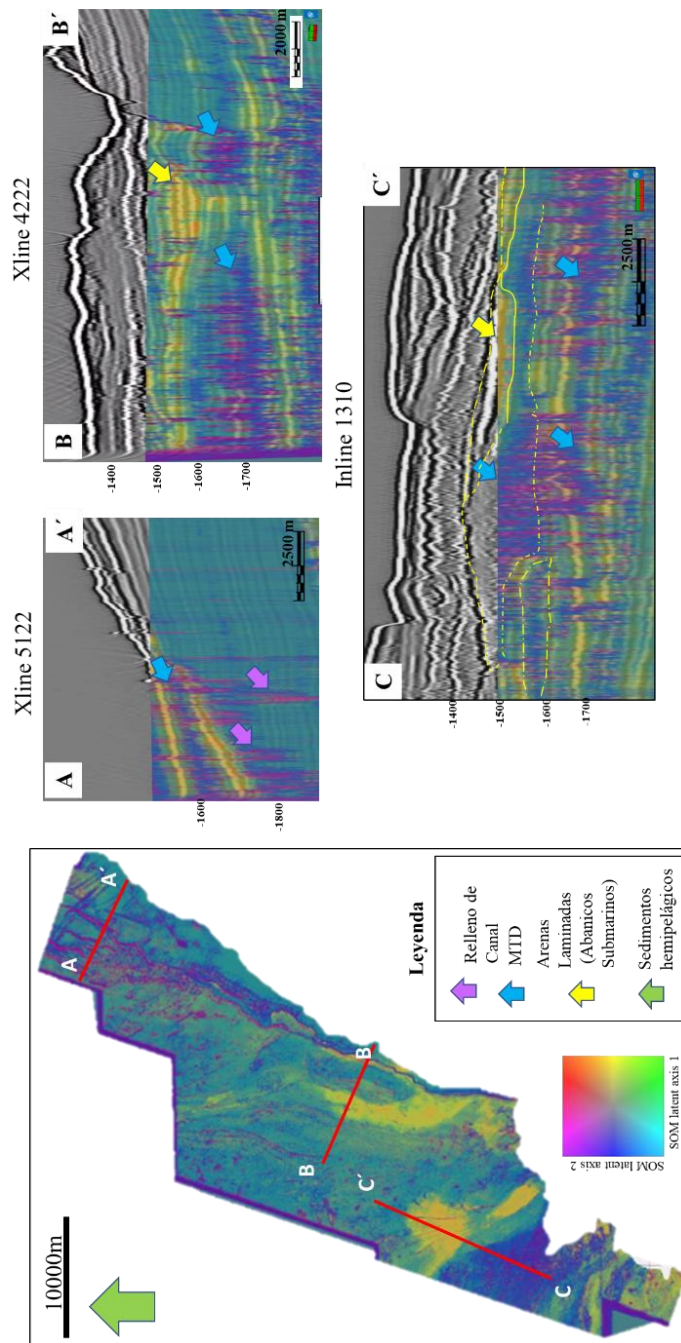 10000m
A
A´
B
B
C´
C
Leyenda
Relleno de
Canal
MTD
Arenas
Laminadas
(Abanicos
Submarinos)
Sedimentos
hemipelágicos
SOM latent axis 2
SOM latent axis 1
Xline 5122
A
A´
-1600
-1800
2500 m
Xline 4222
B
B´
-1400
-1500
-1600
-1700
2000 m
Inline 1310
C
C´
-1400
-1500
-1600
-1700
2500 m